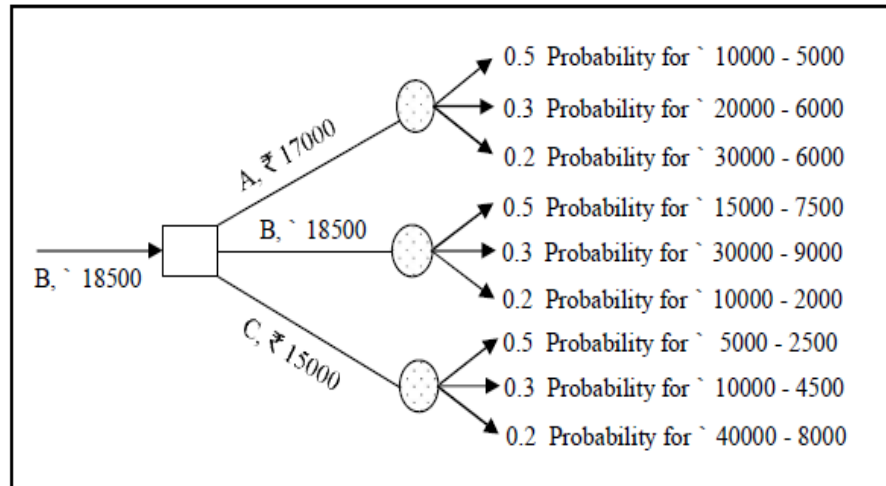 0.5 Probability for ` 10000 - 5000
0.3 Probability for ` 20000 - 6000
0.2 Probability for ` 30000 - 6000
A, ₹ 17000
0.5 Probability for ` 15000 - 7500
B, ` 18500
0.3 Probability for ` 30000 - 9000
B, ` 18500
0.2 Probability for ` 10000 - 2000
C, ₹ 15000
0.5 Probability for ` 5000 - 2500
0.3 Probability for ` 10000 - 4500
0.2 Probability for ` 40000 - 8000